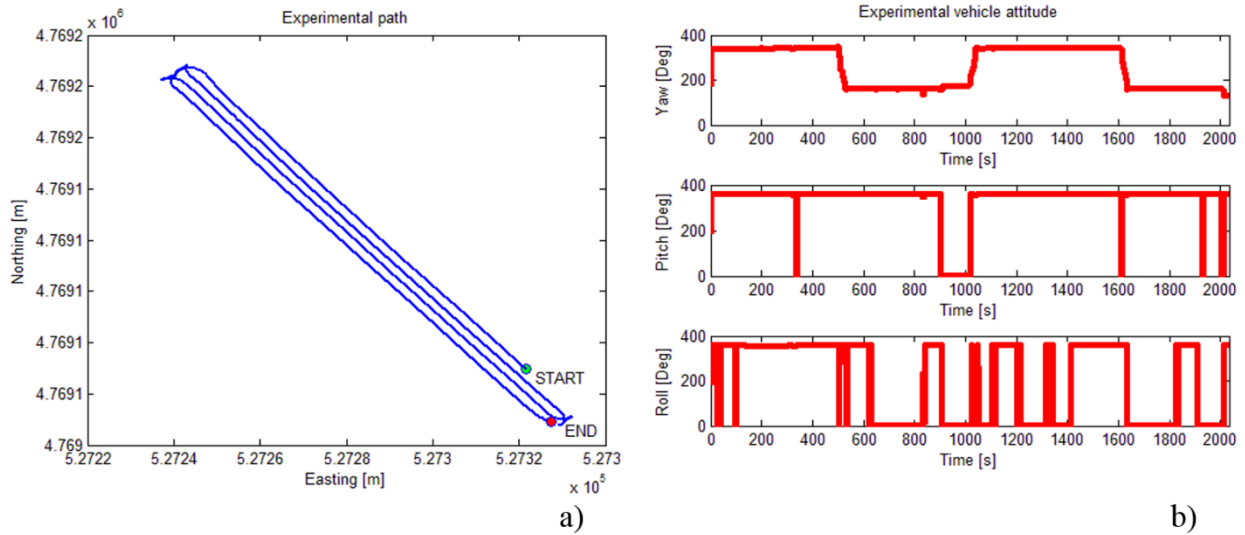 Experimental path
x 10^6
4.7692
4.7692
4.7692
4.7691
4.7691
4.7691
4.7691
4.7691
4.769
Northing [m]
START
END
5.2722 5.2724 5.2726 5.2728 5.273 5.2732 5.273
Easting [m]
x 10^5
a)
Experimental vehicle attitude
400
200
0
Yaw [Deg]
0 200 400 600 800 1000 1200 1400 1600 1800 2000
Time [s]
400
200
0
Pitch [Deg]
0 200 400 600 800 1000 1200 1400 1600 1800 2000
Time [s]
400
200
0
Roll [Deg]
0 200 400 600 800 1000 1200 1400 1600 1800 2000
Time [s]
b)